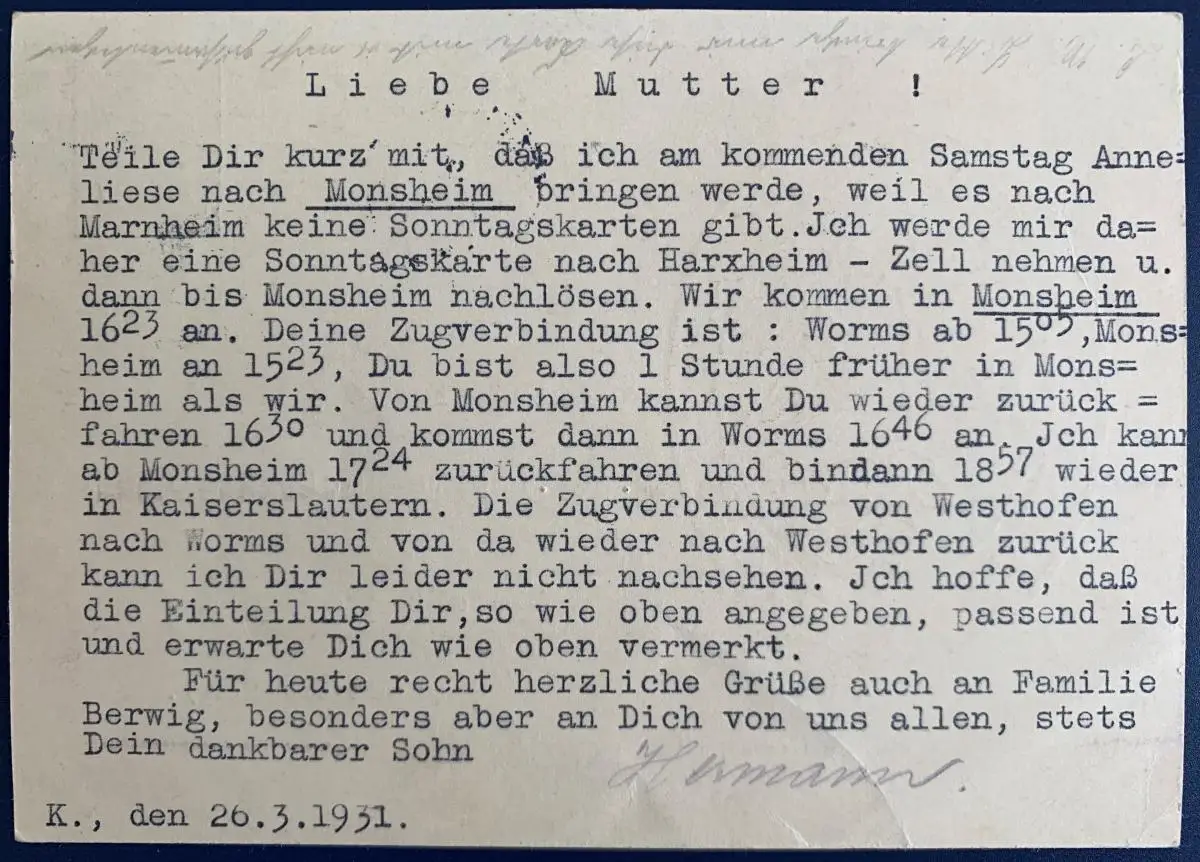 Liebe Mutter !
Teile Dir kurz mit, daß ich am kommenden Samstag Anne=
liese nach Monsheim bringen werde, weil es nach
Marnheim keine Sonntagskarten gibt.Jch werde mir da=
her eine Sonntagskarte nach Harxheim - Zell nehmen u.
dann bis Monsheim nachlösen. Wir kommen in Monsheim
16²³ an. Deine Zugverbindung ist : Worms ab 15⁰⁵,Mons=
heim an 15²³, Du bist also 1 Stunde früher in Mons=
heim als wir. Von Monsheim kannst Du wieder zurück =
fahren 16³⁰ und kommst dann in Worms 16⁴⁶ an. Jch kann
ab Monsheim 17²⁴ zurückfahren und bindann 18⁵⁷ wieder
in Kaiserslautern. Die Zugverbindung von Westhofen
nach Worms und von da wieder nach Westhofen zurück
kann ich Dir leider nicht nachsehen. Jch hoffe, daß
die Einteilung Dir,so wie oben angegeben, passend ist
und erwarte Dich wie oben vermerkt.
Für heute recht herzliche Grüße auch an Familie
Berwig, besonders aber an Dich von uns allen, stets
Dein dankbarer Sohn
Hermann.
K., den 26.3.1931.